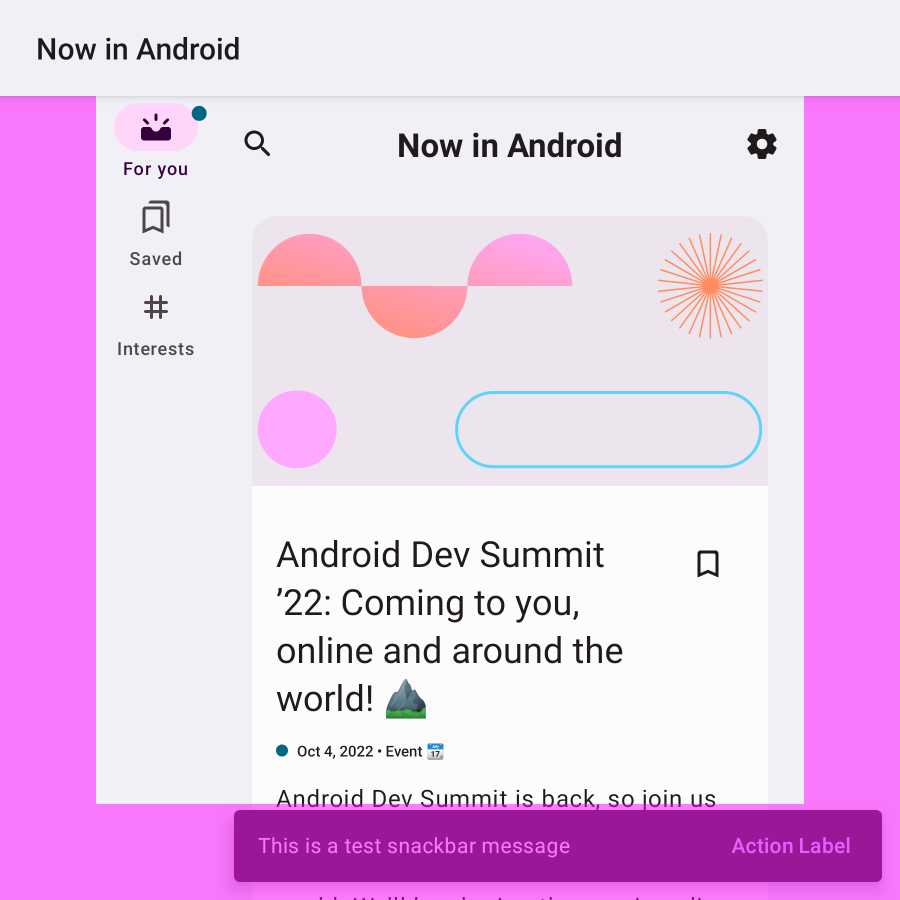 Now in Android
For you
Saved
Interests
Now in Android
Android Dev Summit
’22: Coming to you,
online and around the
world! ⛰️
Oct 4, 2022 • Event 📆
Android Dev Summit is back, so join us
This is a test snackbar message
Action Label